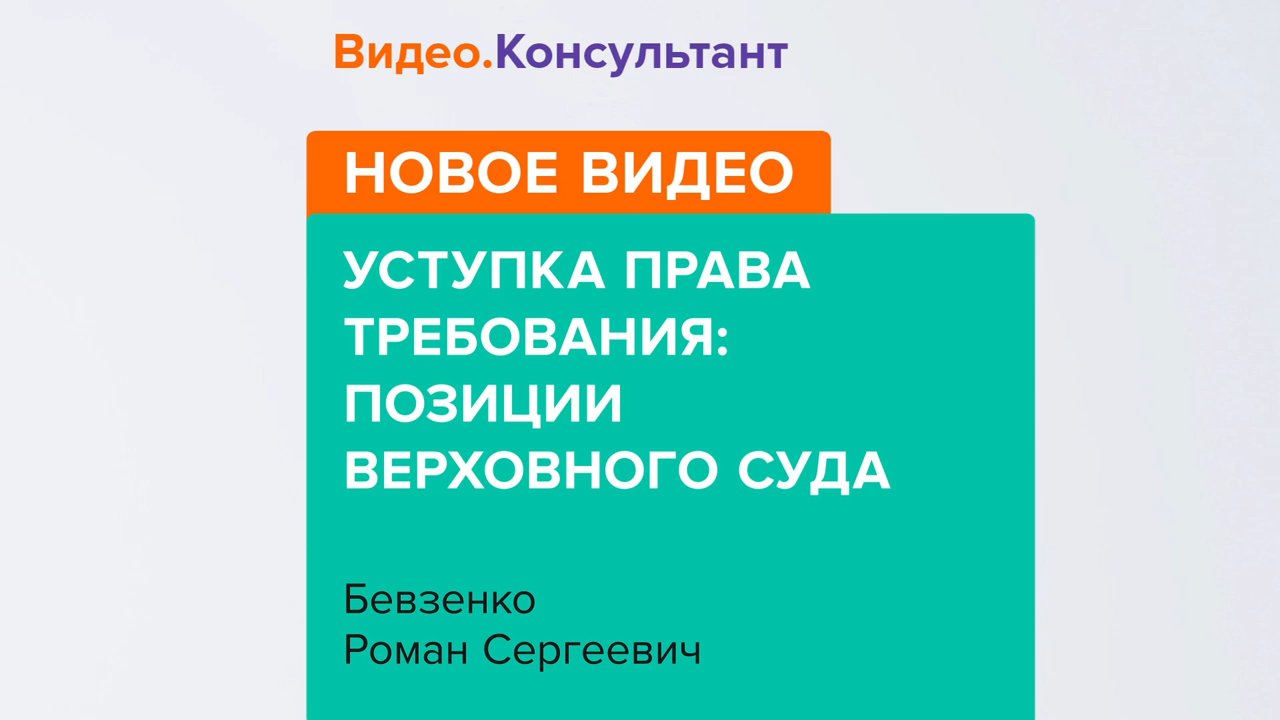 Видео.Консультант
НОВОЕ ВИДЕО
УСТУПКА ПРАВА
ТРЕБОВАНИЯ:
ПОЗИЦИИ
ВЕРХОВНОГО СУДА
Бевзенко
Роман Сергеевич